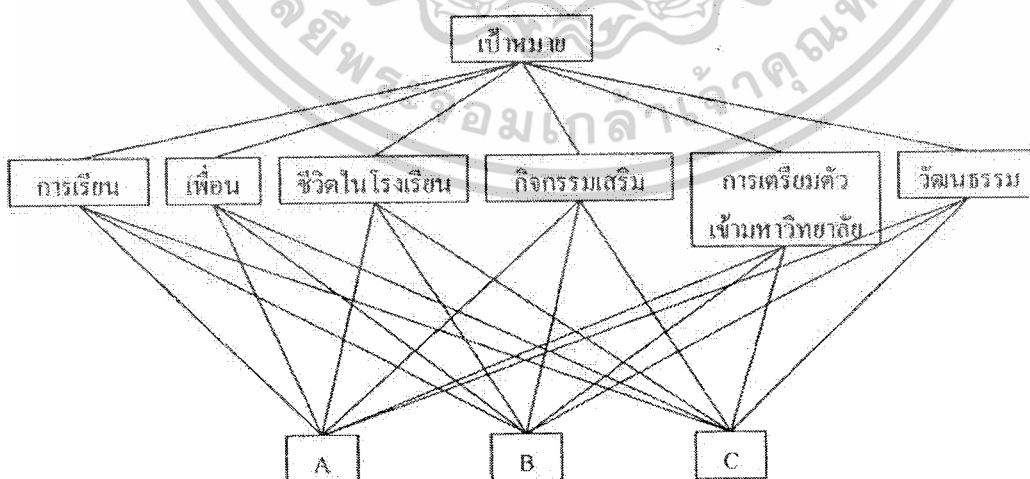 เป้าหมาย
การเรียน
เพื่อน
ชีวิตในโรงเรียน
กิจกรรมเสริม
การเตรียมตัว
เข้ามหาวิทยาลัย
วัฒนธรรม
A
B
C